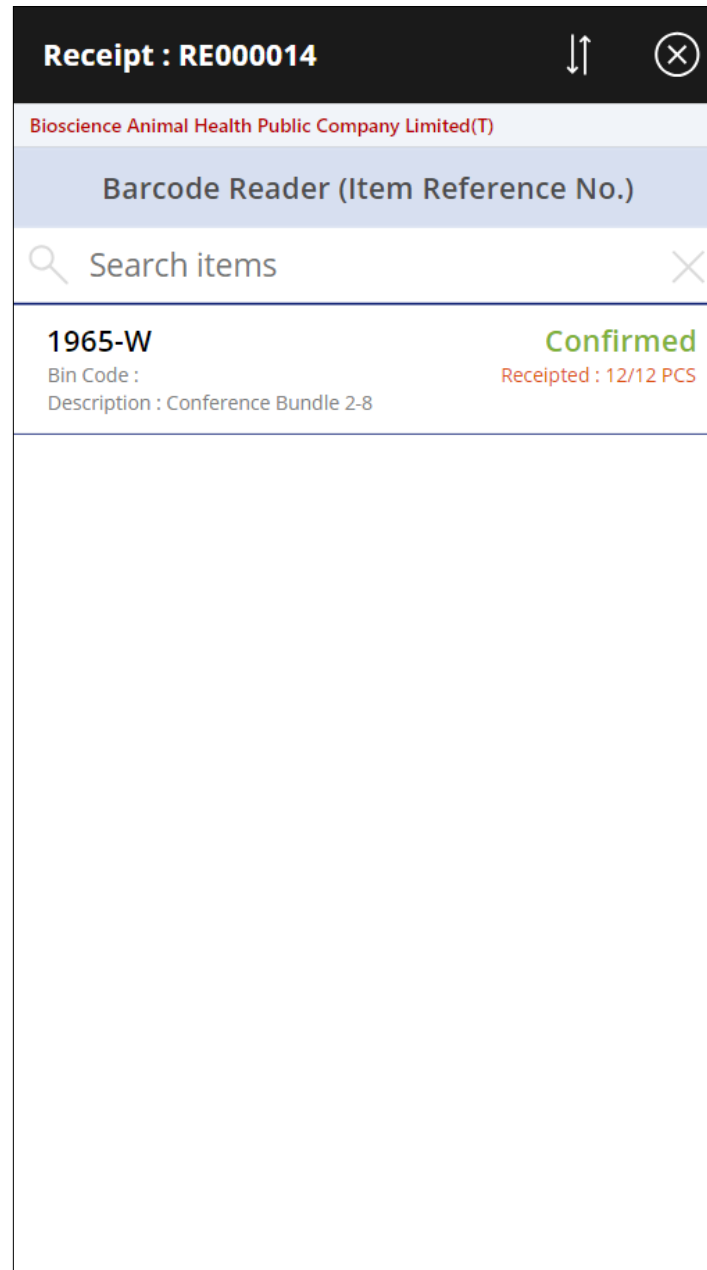 Receipt : RE000014
Bioscience Animal Health Public Company Limited(T)
Barcode Reader (Item Reference No.)
Search items
1965-W
Confirmed
Bin Code :
Receipted : 12/12 PCS
Description : Conference Bundle 2-8